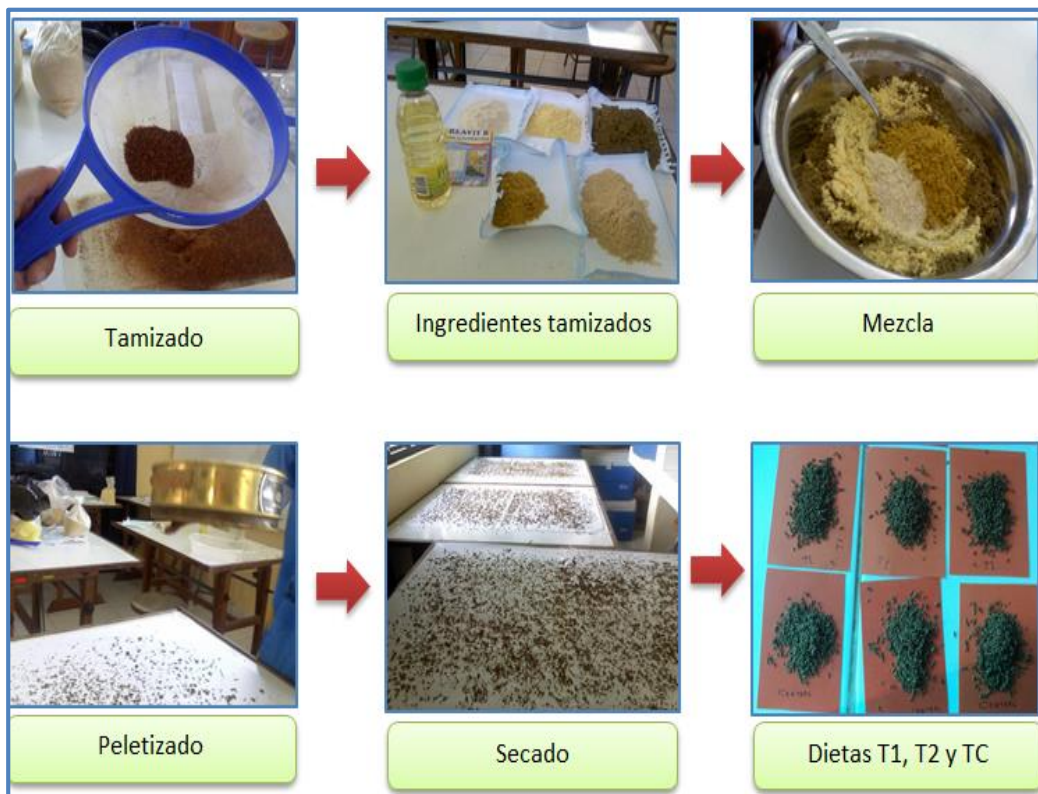 Tamizado
Ingredientes tamizados
Mezcla
Peletizado
Secado
Dietas T1, T2 y TC